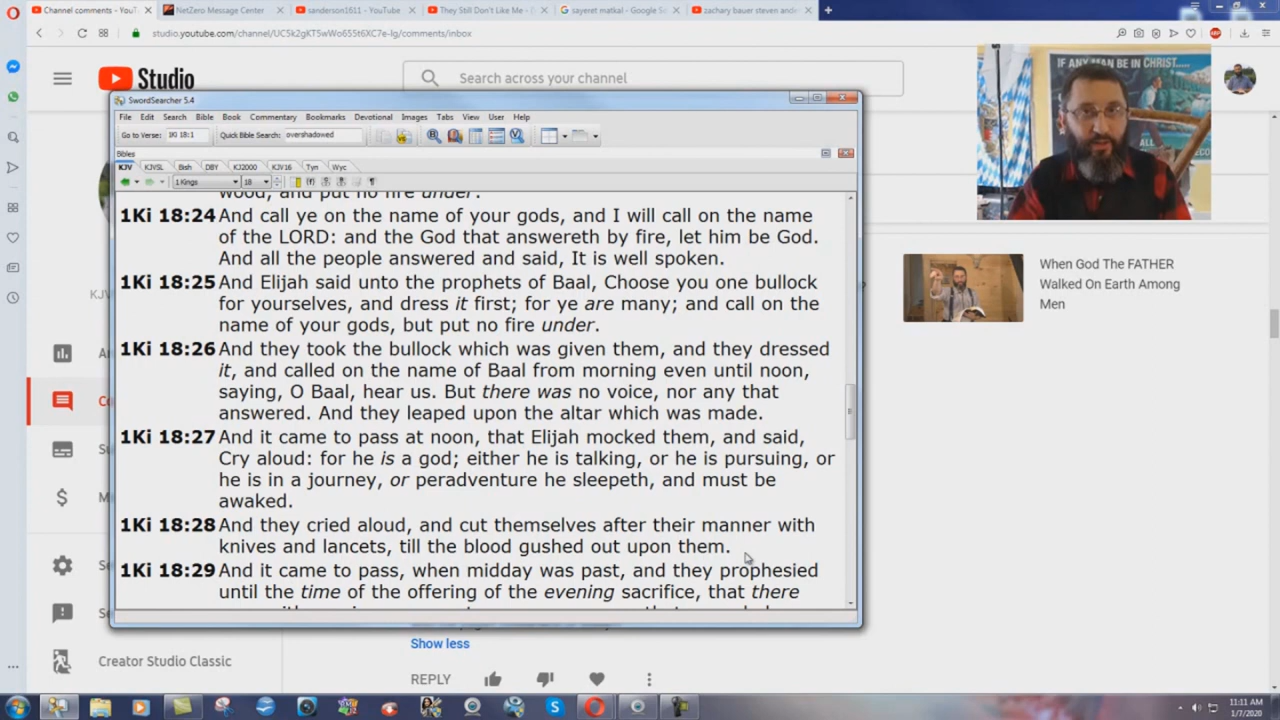 Channel comments - YouT
NetZero Message Center
sanderson1611 - YouTube
They Still Don't Like Me -
sayeret matkal - Google S
zachary bauer steven and
studio.youtube.com/channel/UC5k2gKT5wWo655t6XC7e-Ig/comments/inbox
Studio
Search across your channel
IF ANY MAN BE IN CHRIST.....
SwordSearcher 5.4
File Edit Search Bible Book Commentary Bookmarks Devotional Images Tabs View User Help
Go to Verse: 1Ki 18:1 Quick Bible Search: overshadowed
Bibles
KJV KJVSL Bish DBY KJ2000 KJV16 Tyn Wyc
1 Kings 18
wood, and put no fire under.
1Ki 18:24 And call ye on the name of your gods, and I will call on the name
of the LORD: and the God that answereth by fire, let him be God.
And all the people answered and said, It is well spoken.
1Ki 18:25 And Elijah said unto the prophets of Baal, Choose you one bullock
for yourselves, and dress it first; for ye are many; and call on the
name of your gods, but put no fire under.
1Ki 18:26 And they took the bullock which was given them, and they dressed
it, and called on the name of Baal from morning even until noon,
saying, O Baal, hear us. But there was no voice, nor any that
answered. And they leaped upon the altar which was made.
1Ki 18:27 And it came to pass at noon, that Elijah mocked them, and said,
Cry aloud: for he is a god; either he is talking, or he is pursuing, or
he is in a journey, or peradventure he sleepeth, and must be
awaked.
1Ki 18:28 And they cried aloud, and cut themselves after their manner with
knives and lancets, till the blood gushed out upon them.
1Ki 18:29 And it came to pass, when midday was past, and they prophesied
until the time of the offering of the evening sacrifice, that there
When God The FATHER
Walked On Earth Among
Men
KJV
A
C
S
M
Se
Se
Creator Studio Classic
Show less
REPLY
11:11 AM
1/7/2020